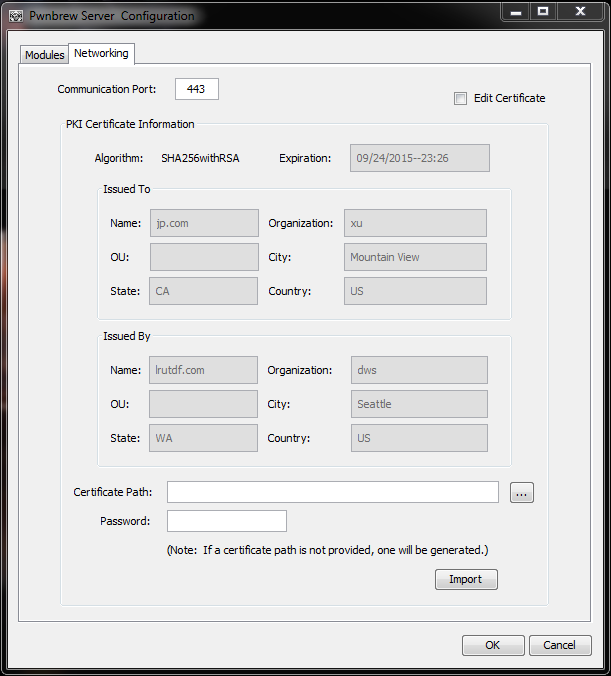 Pwnbrew Server Configuration
Modules Networking
Communication Port: 443
Edit Certificate
PKI Certificate Information
Algorithm: SHA256withRSA Expiration: 09/24/2015--23:26
Issued To
Name: jp.com Organization: xu
OU: City: Mountain View
State: CA Country: US
Issued By
Name: lrutdf.com Organization: dws
OU: City: Seattle
State: WA Country: US
Certificate Path: ...
Password:
(Note: If a certificate path is not provided, one will be generated.)
Import
OK Cancel